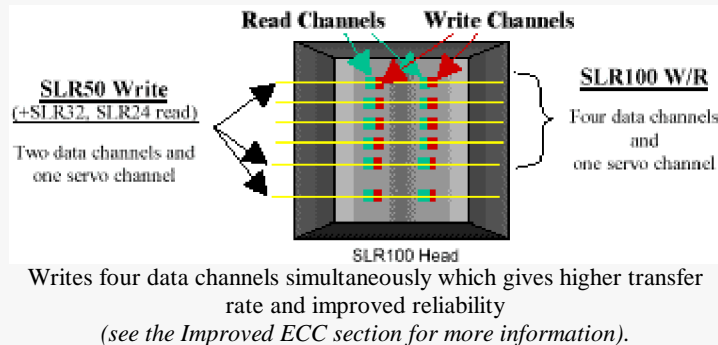 Read Channels
Write Channels
SLR50 Write
(+SLR32, SLR24 read)
Two data channels and
one servo channel
SLR100 W/R
Four data channels
and
one servo channel
SLR100 Head
Writes four data channels simultaneously which gives higher transfer
rate and improved reliability
(see the Improved ECC section for more information).